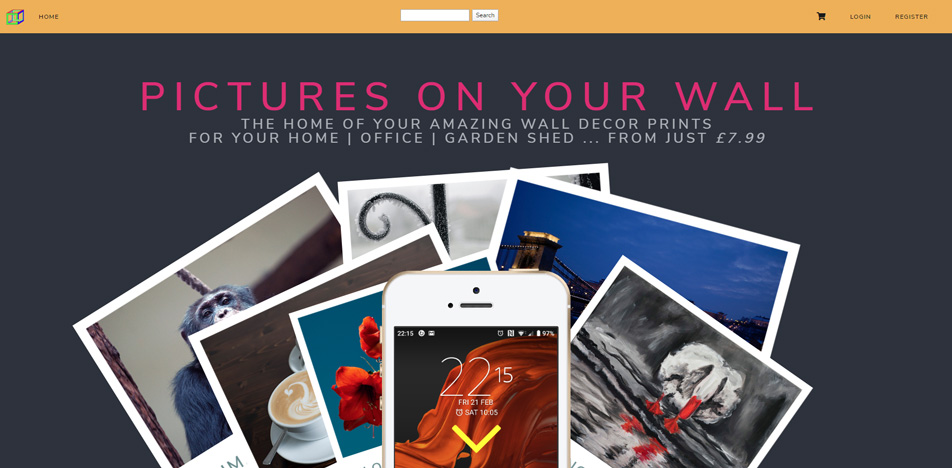 HOME
Search
LOGIN
REGISTER
PICTURES ON YOUR WALL
THE HOME OF YOUR AMAZING WALL DECOR PRINTS
FOR YOUR HOME | OFFICE | GARDEN SHED ... FROM JUST £7.99
22:15
97%
22 15
FRI 21 FEB
SAT 10:05